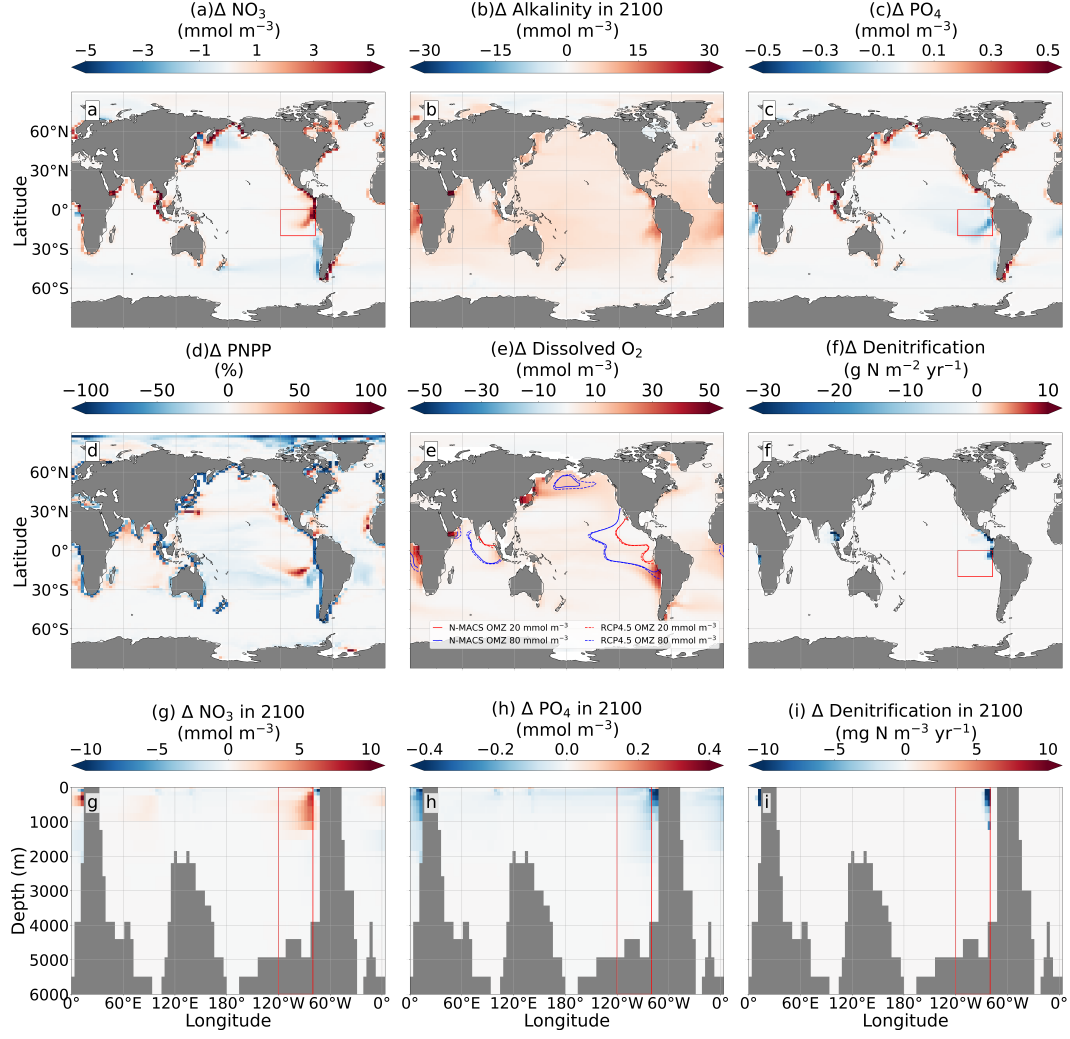 (a)Δ NO₃
(mmol m⁻³)
−5 −3 −1 1 3 5
(b)Δ Alkalinity in 2100
(mmol m⁻³)
−30 −15 0 15 30
(c)Δ PO₄
(mmol m⁻³)
−0.5 −0.3 −0.1 0.1 0.3 0.5
a
b
c
Latitude
60°N
30°N
0°
30°S
60°S
(d)Δ PNPP
(%)
−100 −50 0 50 100
(e)Δ Dissolved O₂
(mmol m⁻³)
−50 −30 −10 10 30 50
(f)Δ Denitrification
(g N m⁻² yr⁻¹)
−30 −20 −10 0 10
d
e
f
Latitude
60°N
30°N
0°
30°S
60°S
N-MACS OMZ 20 mmol m⁻³
N-MACS OMZ 80 mmol m⁻³
RCP4.5 OMZ 20 mmol m⁻³
RCP4.5 OMZ 80 mmol m⁻³
(g) Δ NO₃ in 2100
(mmol m⁻³)
−10 −5 0 5 10
(h) Δ PO₄ in 2100
(mmol m⁻³)
−0.4 −0.2 0.0 0.2 0.4
(i) Δ Denitrification in 2100
(mg N m⁻³ yr⁻¹)
−10 −5 0 5 10
g
h
i
Depth (m)
0
1000
2000
3000
4000
5000
6000
0° 60°E 120°E 180° 120°W 60°W 0°
Longitude
0° 60°E 120°E 180° 120°W 60°W 0°
Longitude
0° 60°E 120°E 180° 120°W 60°W 0°
Longitude